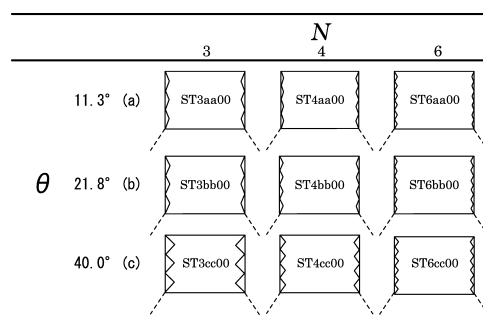 N
3 4 6
11.3° (a) ST3aa00 ST4aa00 ST6aa00
θ 21.8° (b) ST3bb00 ST4bb00 ST6bb00
40.0° (c) ST3cc00 ST4cc00 ST6cc00